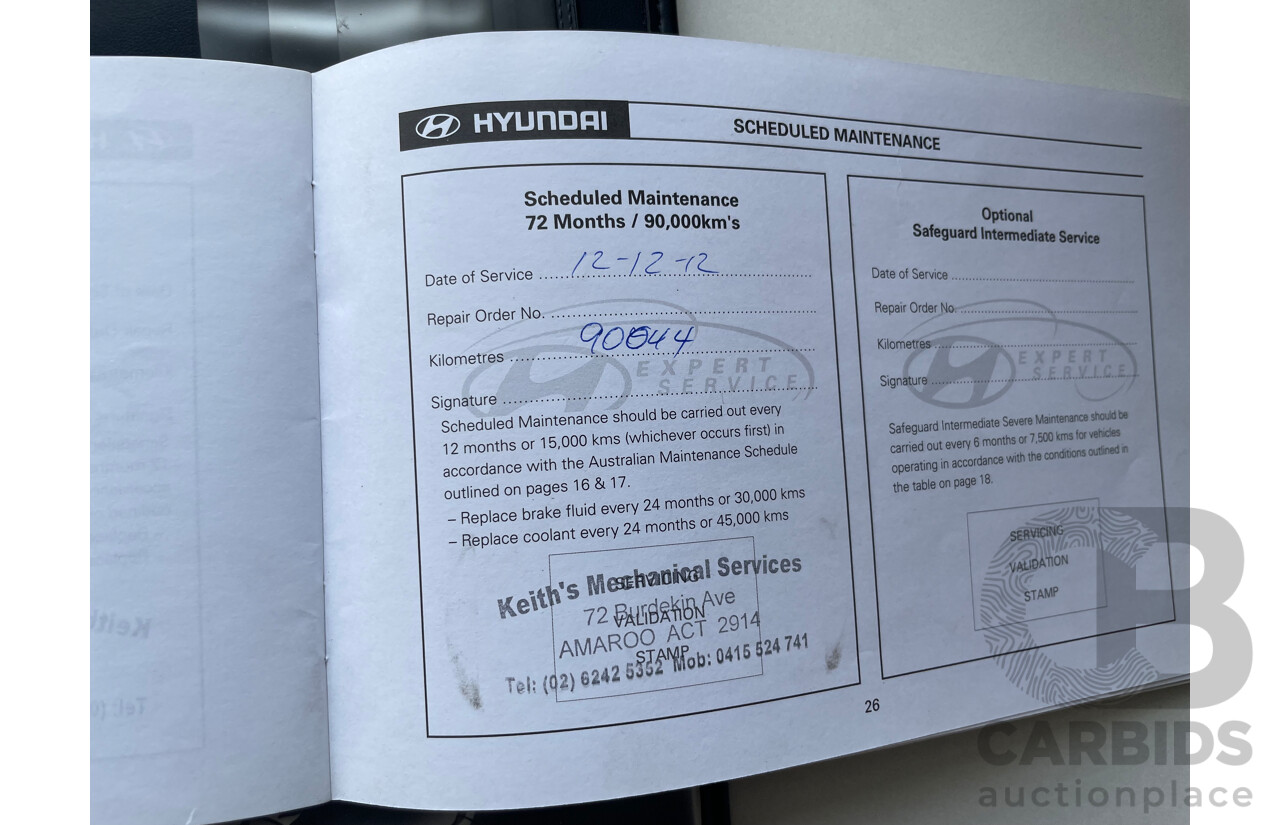 HYUNDAI
SCHEDULED MAINTENANCE
Scheduled Maintenance
72 Months / 90,000km's
Date of Service 12-12-12
Repair Order No.
Kilometres 90044
Signature
EXPERT
SERVICE
Scheduled Maintenance should be carried out every
12 months or 15,000 kms (whichever occurs first) in
accordance with the Australian Maintenance Schedule
outlined on pages 16 & 17.
– Replace brake fluid every 24 months or 30,000 kms
– Replace coolant every 24 months or 45,000 kms
SERVICING
VALIDATION
STAMP
Keith's Mechanical Services
72 Burdekin Ave
AMAROO ACT 2914
Tel: (02) 6242 5352 Mob: 0415 524 741
Optional
Safeguard Intermediate Service
Date of Service
Repair Order No.
Kilometres
Signature
EXPERT
SERVICE
Safeguard Intermediate Severe Maintenance should be
carried out every 6 months or 7,500 kms for vehicles
operating in accordance with the conditions outlined in
the table on page 18.
SERVICING
VALIDATION
STAMP
26
CARBIDS
auctionplace